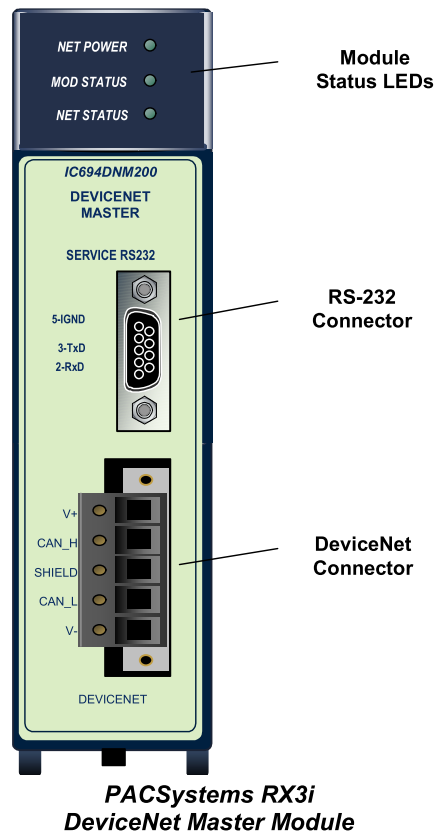 NET POWER
MOD STATUS
NET STATUS
Module
Status LEDs
IC694DNM200
DEVICENET
MASTER
SERVICE RS232
5-IGND
3-TxD
2-RxD
RS-232
Connector
V+
CAN_H
SHIELD
CAN_L
V-
DeviceNet
Connector
DEVICENET
PACSystems RX3i
DeviceNet Master Module